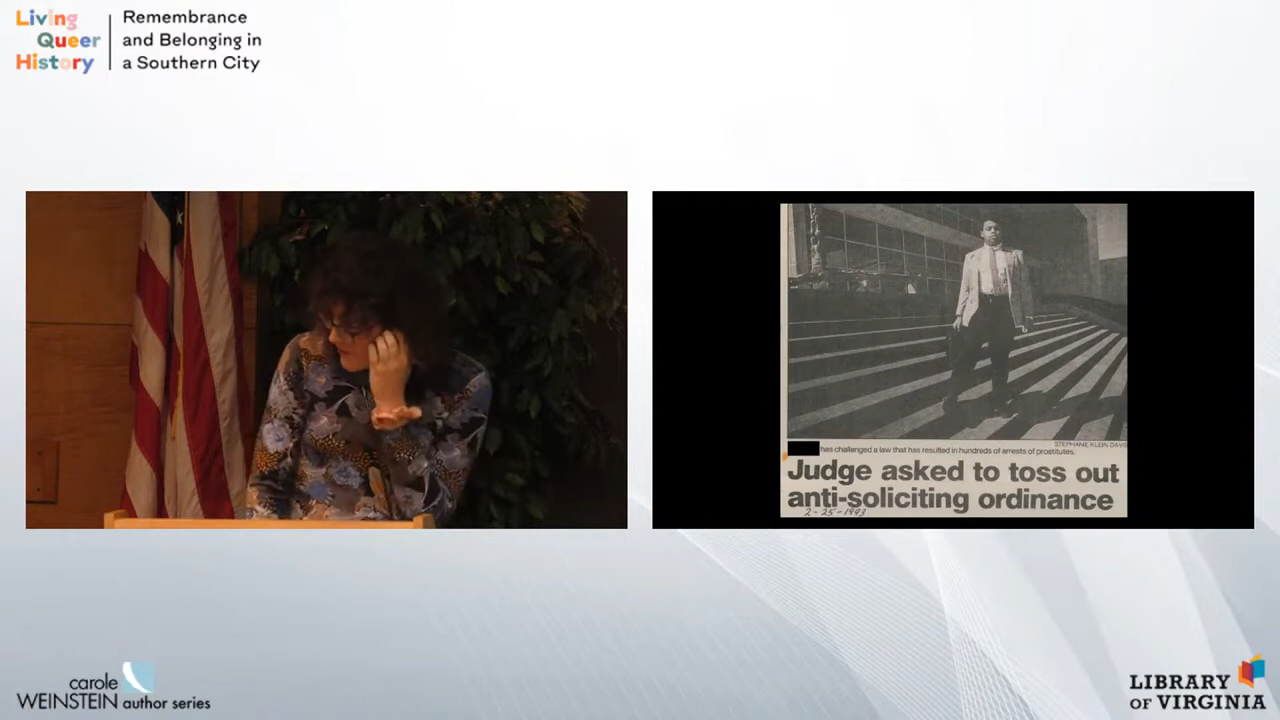 Living
Queer
History
Remembrance
and Belonging in
a Southern City
STEPHANIE KLEIN DAVIS
has challenged a law that has resulted in hundreds of arrests of prostitutes.
Judge asked to toss out
anti-soliciting ordinance
2-25-1993
carole
WEINSTEIN author series
LIBRARY
OF VIRGINIA